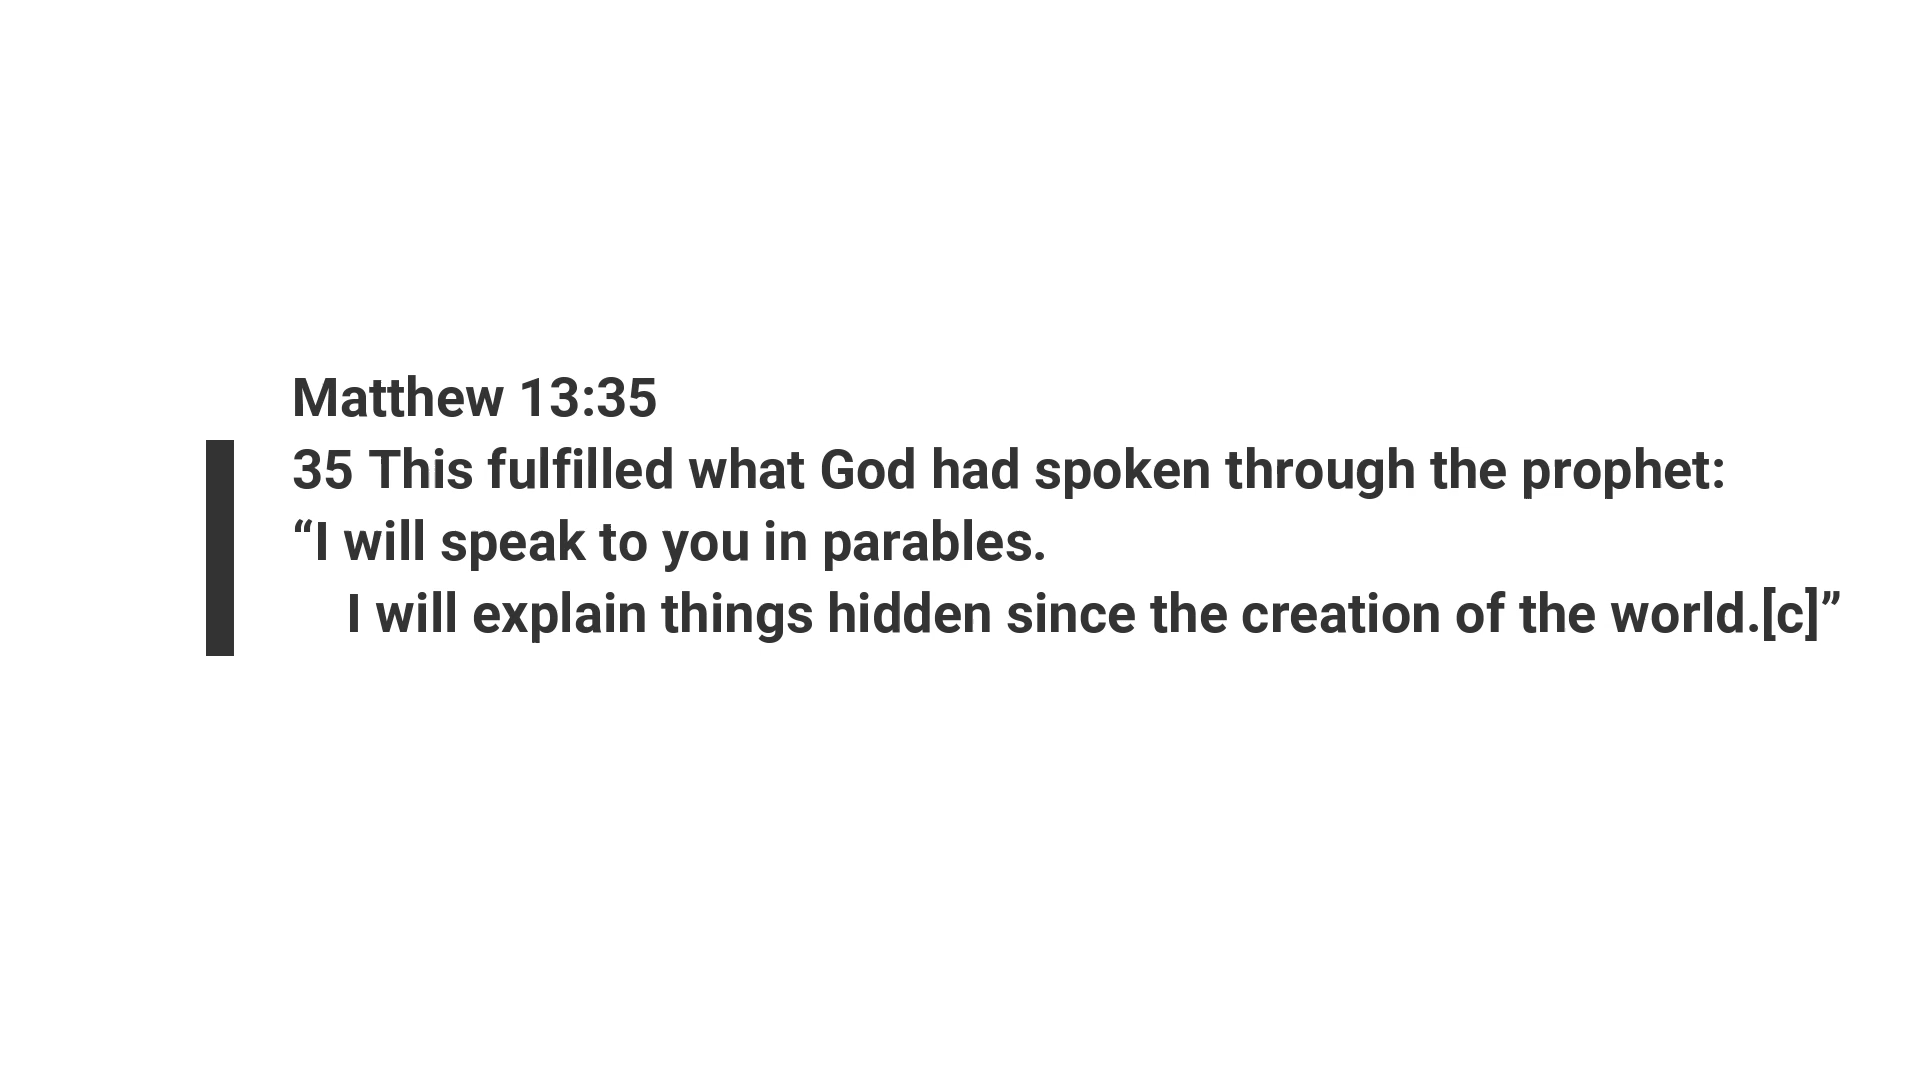 Matthew 13:35
35 This fulfilled what God had spoken through the prophet:
“I will speak to you in parables.
I will explain things hidden since the creation of the world.[c]”